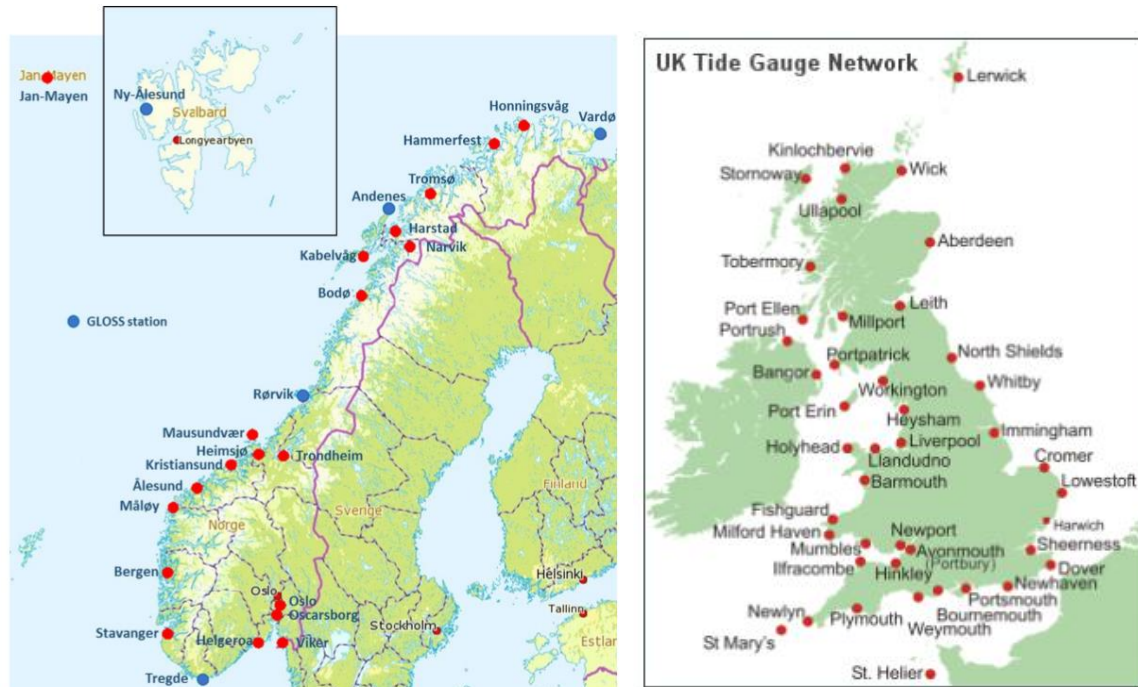 Jan-Mayen
Jan-Mayen
Ny-Ålesund
Svalbard
Longyearbyen
Honningsvåg
Vardø
Hammerfest
Tromsø
Andenes
Harstad
Narvik
Kabelvåg
Bodø
GLOSS station
Rørvik
Mausundvær
Heimsjø
Trondheim
Kristiansund
Ålesund
Måløy
Norge
Sverige
Finland
Bergen
Helsinki
Oslo
Oslo
Talling
Oscarsborg
Stockholm
Stavanger
Helgeroa
Viker
Estlar
Tregde
UK Tide Gauge Network
Lerwick
Kinlochbervie
Stornoway
Wick
Ullapool
Aberdeen
Tobermory
Leith
Port Ellen
Millport
Portrush
Portpatrick
North Shields
Bangor
Workington
Whitby
Port Erin
Heysham
Immingham
Holyhead
Liverpool
Llandudno
Cromer
Barmouth
Lowestoft
Fishguard
Harwich
Milford Haven
Newport
Mumbles
Avonmouth
Sheerness
(Portbury)
Ilfracombe
Hinkley
Dover
Newhaven
Portsmouth
Newlyn
Plymouth
Bournemouth
Weymouth
St Mary's
St. Helier